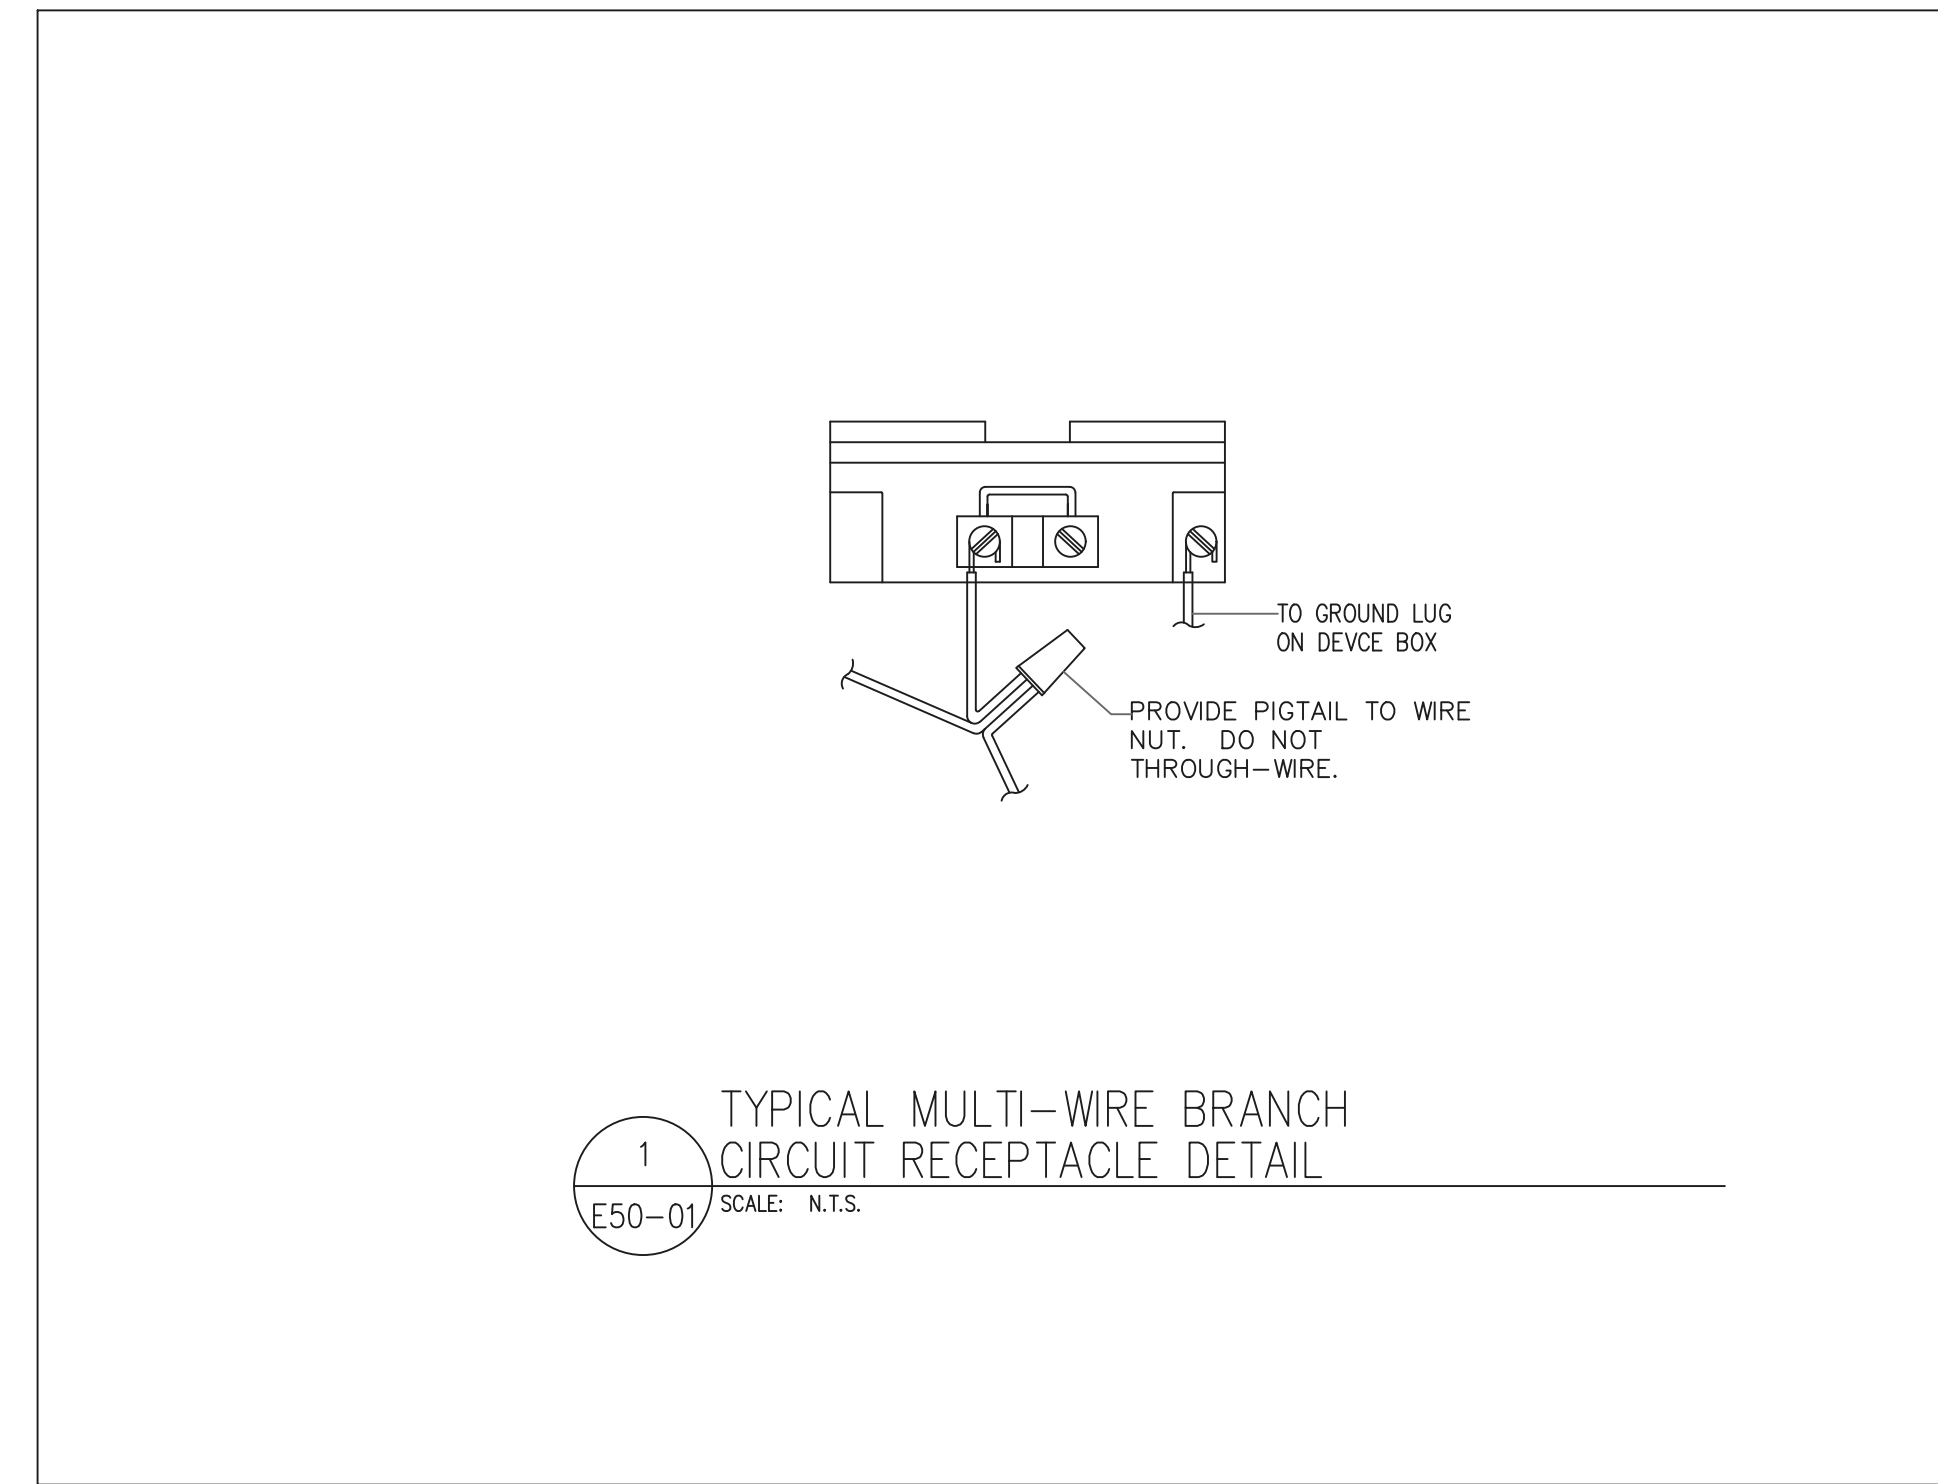 TO GROUND LUG
ON DEVCE BOX
PROVIDE PIGTAIL TO WIRE
NUT. DO NOT
THROUGH-WIRE.
TYPICAL MULTI-WIRE BRANCH
CIRCUIT RECEPTACLE DETAIL
1
E50-01
SCALE: N.T.S.